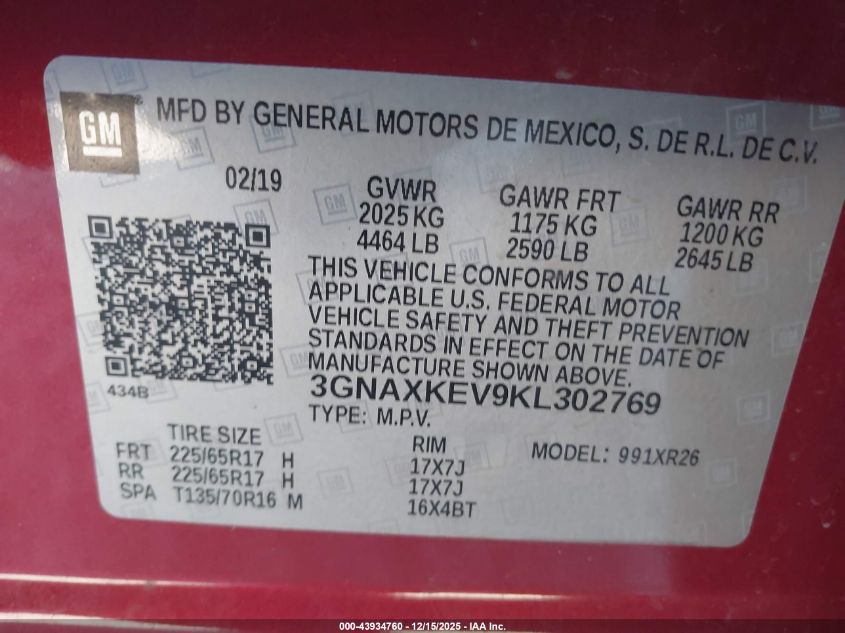 GM MFD BY GENERAL MOTORS DE MEXICO, S. DE R.L. DE C.V.
02/19
GVWR GAWR FRT GAWR RR
2025 KG 1175 KG 1200 KG
4464 LB 2590 LB 2645 LB
THIS VEHICLE CONFORMS TO ALL
APPLICABLE U.S. FEDERAL MOTOR
VEHICLE SAFETY AND THEFT PREVENTION
STANDARDS IN EFFECT ON THE DATE OF
MANUFACTURE SHOWN ABOVE.
434B
3GNAXKEV9KL302769
TYPE: M.P.V.
TIRE SIZE RIM MODEL: 991XR26
FRT 225/65R17 H 17X7J
RR 225/65R17 H 17X7J
SPA T135/70R16 M 16X4BT
000-43934760 - 12/15/2025 - IAA Inc.